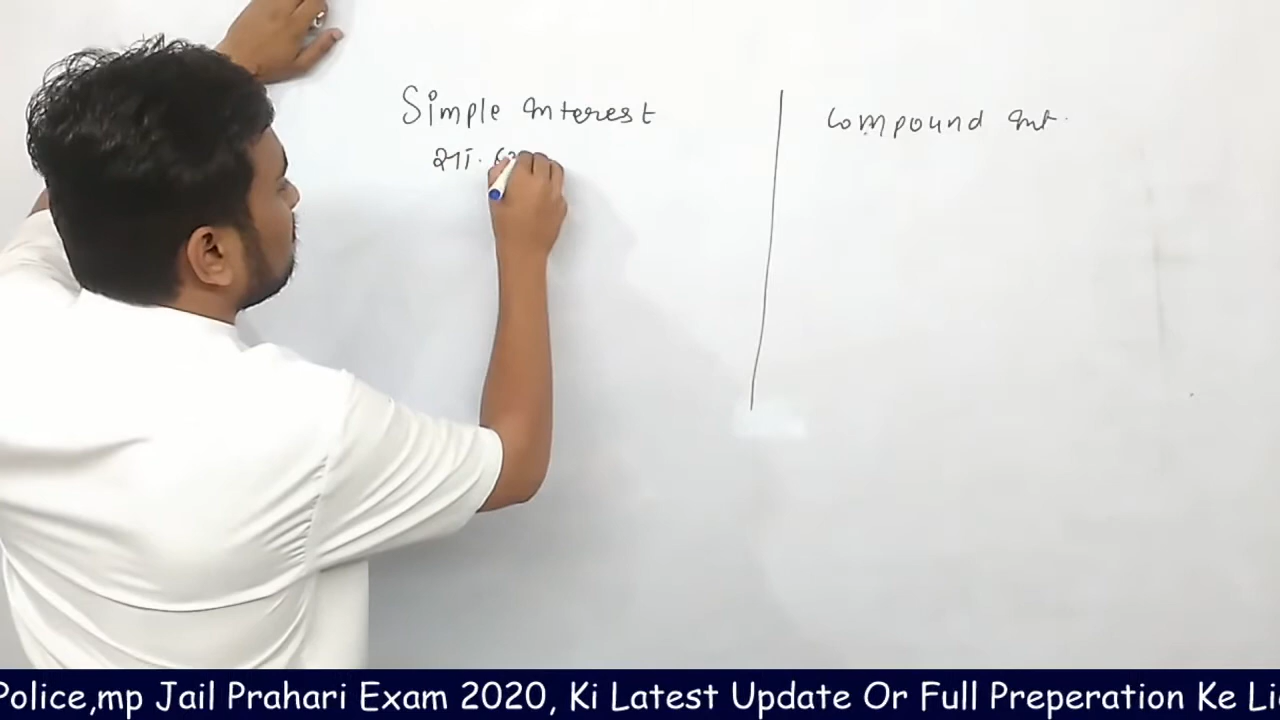 Simple Interest
सा.
Compound Int.
Police,mp Jail Prahari Exam 2020, Ki Latest Update Or Full Preperation Ke Li